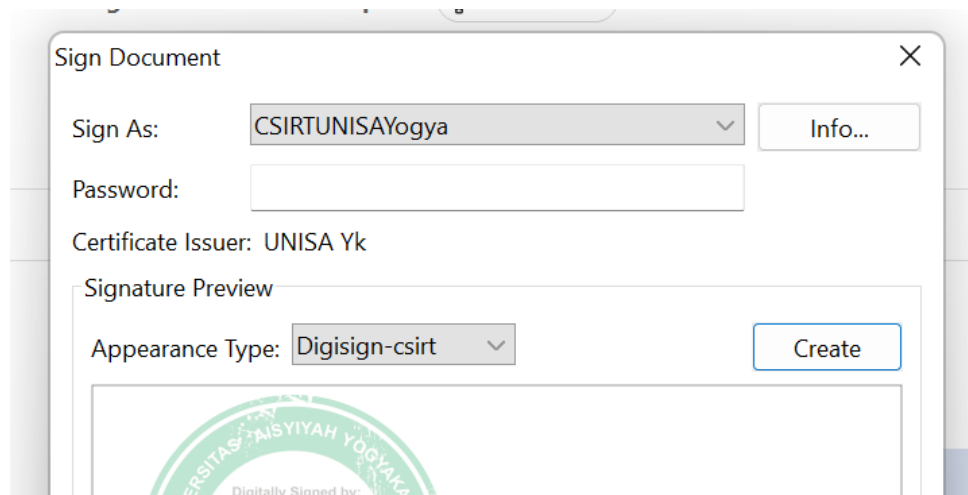 Sign Document
Sign As: CSIRTUNISAYogya Info...
Password:
Certificate Issuer: UNISA Yk
Signature Preview
Appearance Type: Digisign-csirt Create
AISYIYAH
Digitally Signed by: